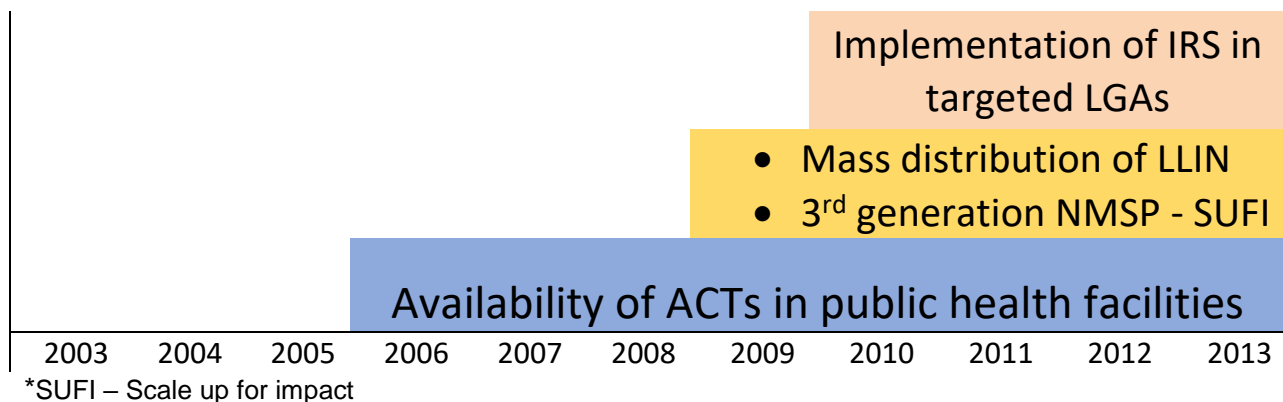 Implementation of IRS in
targeted LGAs
• Mass distribution of LLIN
• 3rd generation NMSP - SUFI
Availability of ACTs in public health facilities
2003 2004 2005 2006 2007 2008 2009 2010 2011 2012 2013
*SUFI – Scale up for impact